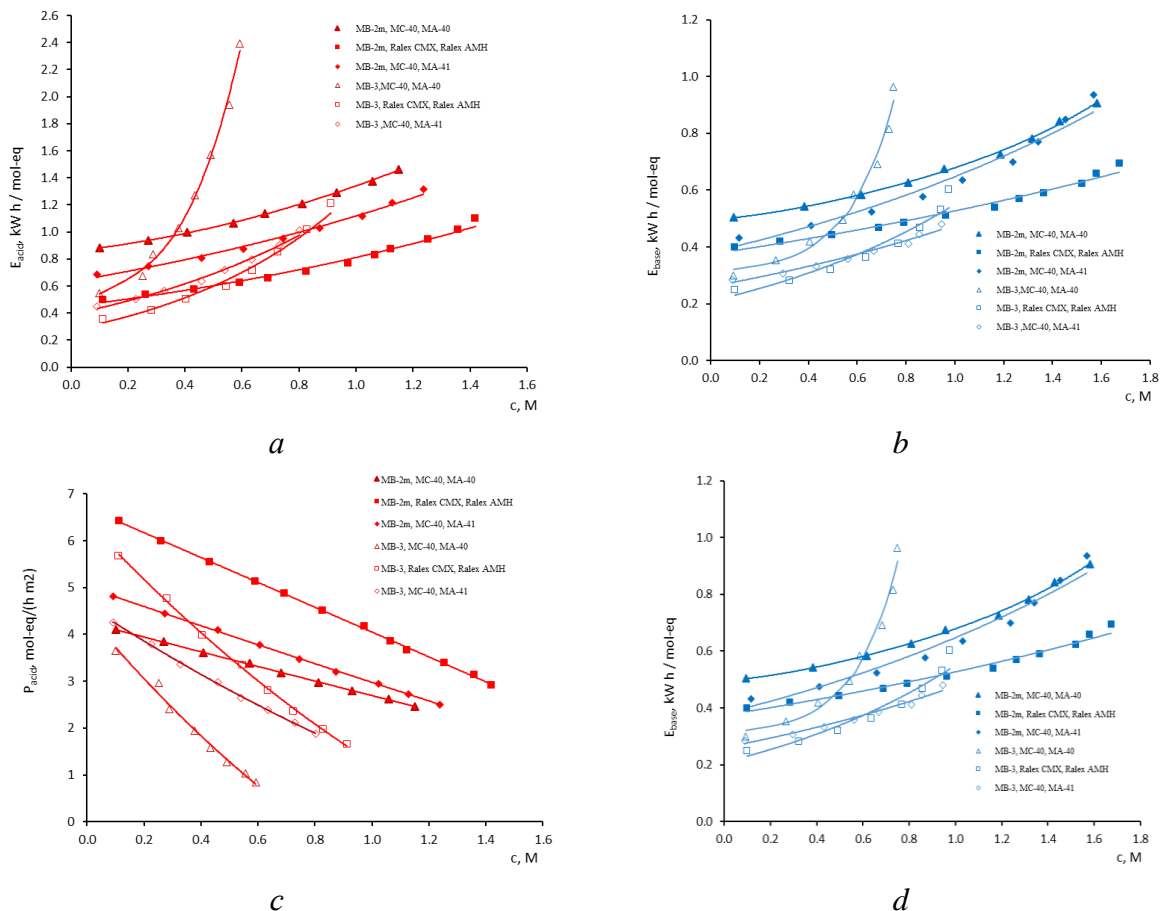 2.6
2.4
2.2
2.0
1.8
1.6
1.4
1.2
1.0
0.8
0.6
0.4
0.2
0.0
E_acid, kW h / mol-eq
MB-2m, MC-40, MA-40
MB-2m, Ralex CMX, Ralex AMH
MB-2m, MC-40, MA-41
MB-3,MC-40, MA-40
MB-3, Ralex CMX, Ralex AMH
MB-3 ,MC-40, MA-41
0.0 0.2 0.4 0.6 0.8 1.0 1.2 1.4 1.6
c, M
a
1.2
1.0
0.8
0.6
0.4
0.2
0.0
E_base, kW h / mol-eq
MB-2m, MC-40, MA-40
MB-2m, Ralex CMX, Ralex AMH
MB-2m, MC-40, MA-41
MB-3,MC-40, MA-40
MB-3, Ralex CMX, Ralex AMH
MB-3 ,MC-40, MA-41
0.0 0.2 0.4 0.6 0.8 1.0 1.2 1.4 1.6 1.8
c, M
b
7
6
5
4
3
2
1
0
P_acid, mol-eq/(h m2)
MB-2m, MC-40, MA-40
MB-2m, Ralex CMX, Ralex AMH
MB-2m, MC-40, MA-41
MB-3, MC-40, MA-40
MB-3, Ralex CMX, Ralex AMH
MB-3, MC-40, MA-41
0.0 0.2 0.4 0.6 0.8 1.0 1.2 1.4 1.6
c, M
c
1.2
1.0
0.8
0.6
0.4
0.2
0.0
E_base, kW h / mol-eq
MB-2m, MC-40, MA-40
MB-2m, Ralex CMX, Ralex AMH
MB-2m, MC-40, MA-41
MB-3, MC-40, MA-40
MB-3, Ralex CMX, Ralex AMH
MB-3, MC-40, MA-41
0.0 0.2 0.4 0.6 0.8 1.0 1.2 1.4 1.6 1.8
c, M
d